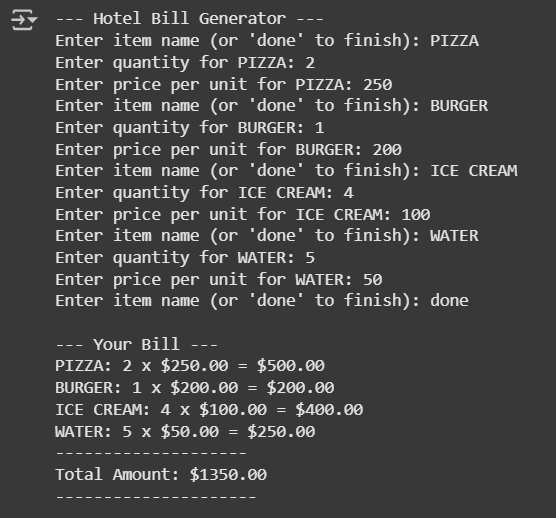 --- Hotel Bill Generator ---
Enter item name (or 'done' to finish): PIZZA
Enter quantity for PIZZA: 2
Enter price per unit for PIZZA: 250
Enter item name (or 'done' to finish): BURGER
Enter quantity for BURGER: 1
Enter price per unit for BURGER: 200
Enter item name (or 'done' to finish): ICE CREAM
Enter quantity for ICE CREAM: 4
Enter price per unit for ICE CREAM: 100
Enter item name (or 'done' to finish): WATER
Enter quantity for WATER: 5
Enter price per unit for WATER: 50
Enter item name (or 'done' to finish): done

--- Your Bill ---
PIZZA: 2 x $250.00 = $500.00
BURGER: 1 x $200.00 = $200.00
ICE CREAM: 4 x $100.00 = $400.00
WATER: 5 x $50.00 = $250.00
--------------------
Total Amount: $1350.00
---------------------